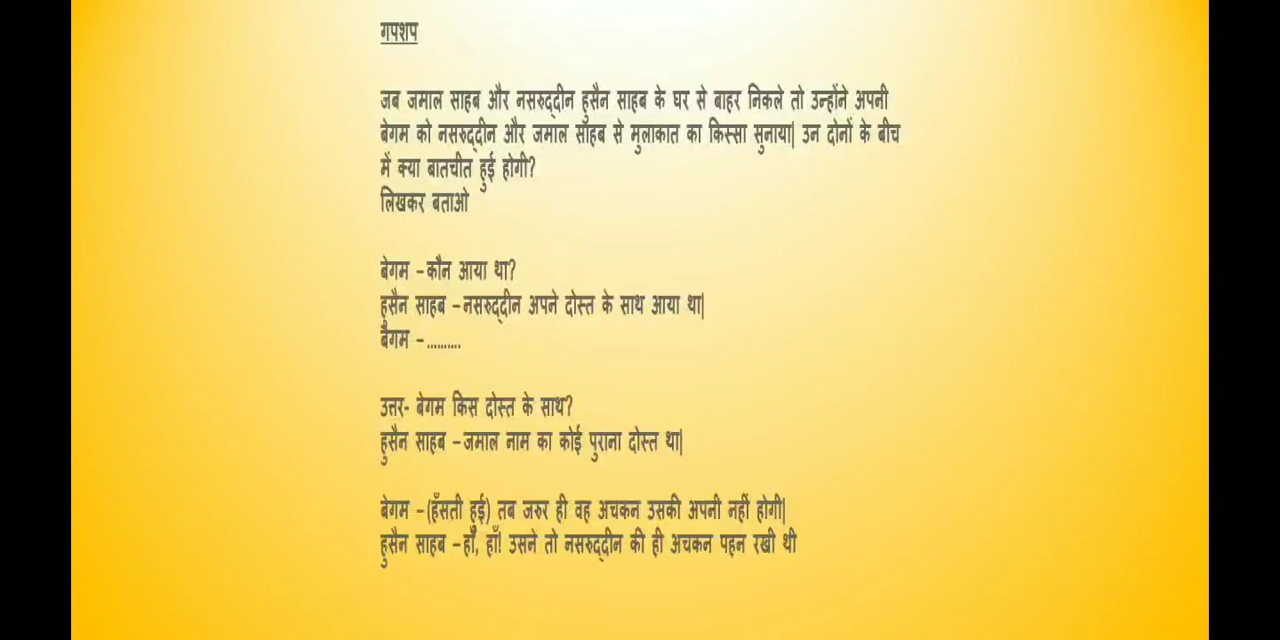 गपशप
जब जमाल साहब और नसरुद्दीन हुसैन साहब के घर से बाहर निकले तो उन्होंने अपनी
बेगम को नसरुद्दीन और जमाल साहब से मुलाकात का किस्सा सुनाया| उन दोनों के बीच
में क्या बातचीत हुई होगी?
लिखकर बताओ
बेगम –कौन आया था?
हुसैन साहब –नसरुद्दीन अपने दोस्त के साथ आया था|
बेगम –..........
उत्तर- बेगम किस दोस्त के साथ?
हुसैन साहब –जमाल नाम का कोई पुराना दोस्त था|
बेगम –(हँसती हुई) तब जरुर ही वह अचकन उसकी अपनी नहीं होगी|
हुसैन साहब –हाँ, हाँ! उसने तो नसरुद्दीन की ही अचकन पहन रखी थी